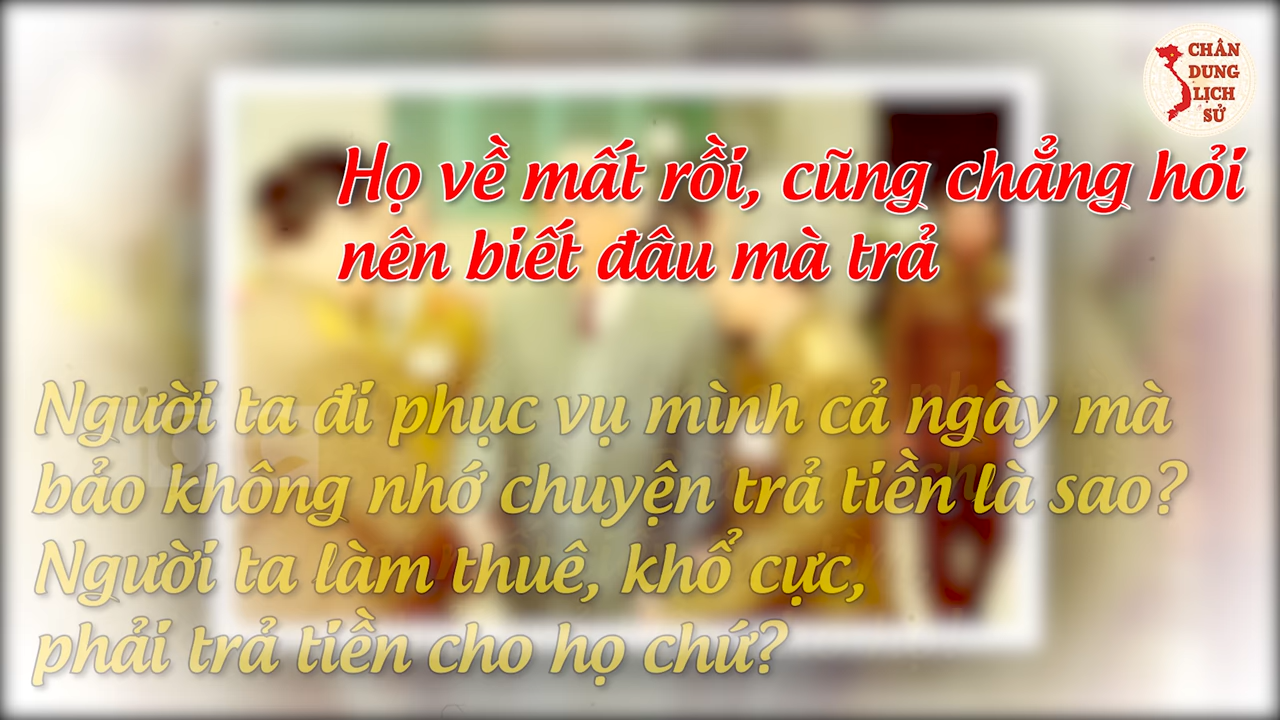 CHÂN
DUNG
LỊCH
SỬ
Họ về mất rồi, cũng chẳng hỏi
nên biết đâu mà trả
Người ta đi phục vụ mình cả ngày mà
bảo không nhớ chuyện trả tiền là sao?
Người ta làm thuê, khổ cực,
phải trả tiền cho họ chứ?